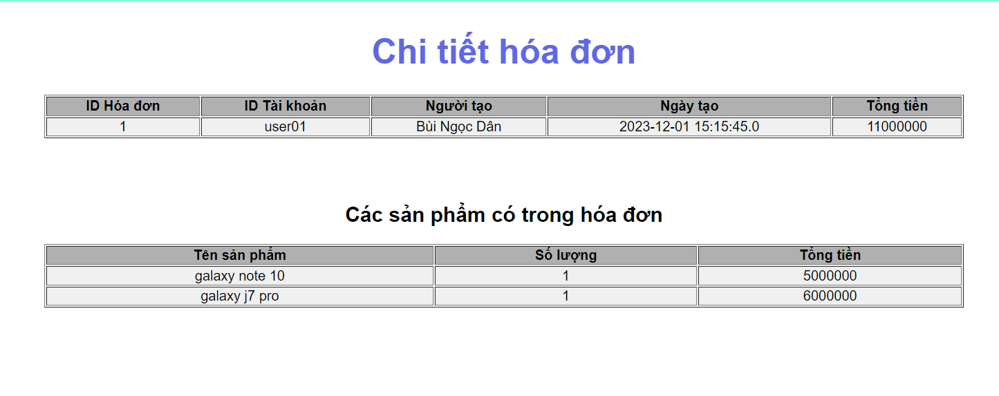 Chi tiết hóa đơn
ID Hóa đơn ID Tài khoản Người tạo Ngày tạo Tổng tiền
1 user01 Bùi Ngọc Dân 2023-12-01 15:15:45.0 11000000
Các sản phẩm có trong hóa đơn
Tên sản phẩm Số lượng Tổng tiền
galaxy note 10 1 5000000
galaxy j7 pro 1 6000000